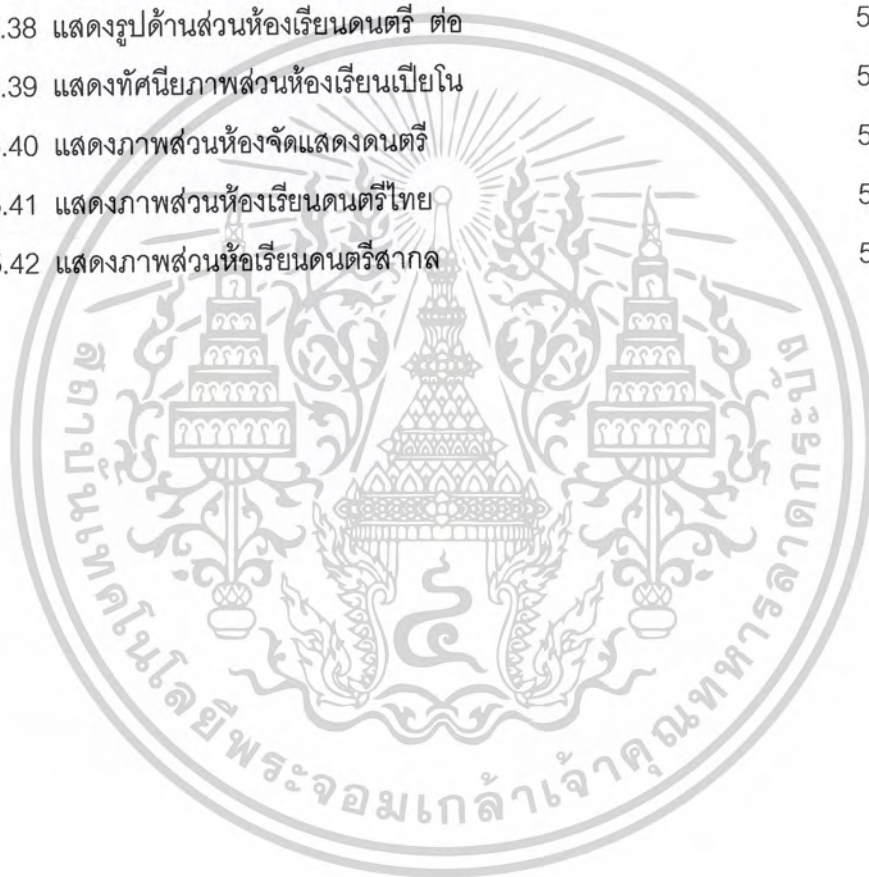 .38 แสดงรูปด้านส่วนห้องเรียนดนตรี ต่อ 5
.39 แสดงทัศนียภาพส่วนห้องเรียนเปียโน 5
.40 แสดงภาพส่วนห้องจัดแสดงดนตรี 5
.41 แสดงภาพส่วนห้องเรียนดนตรีไทย 5
5.42 แสดงภาพส่วนห้อเรียนดนตรีสากล 5
สถาบันเทคโนโลยีพระจอมเกล้าเจ้าคุณทหารลาดกระบัง
๔